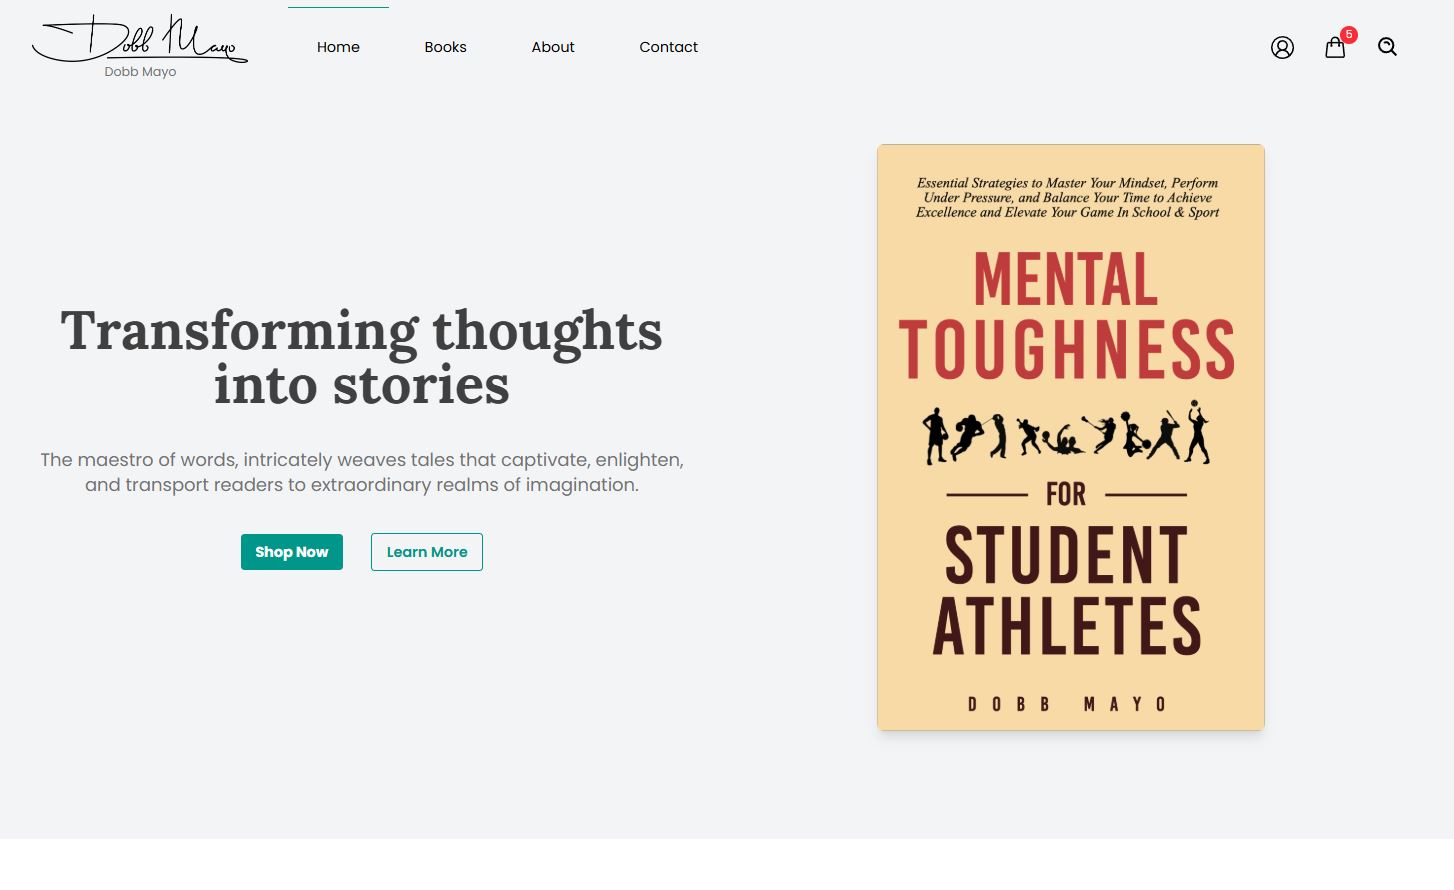 Dobb Mayo
Dobb Mayo
Home
Books
About
Contact
5
Transforming thoughts
into stories
The maestro of words, intricately weaves tales that captivate, enlighten,
and transport readers to extraordinary realms of imagination.
Shop Now
Learn More
Essential Strategies to Master Your Mindset, Perform
Under Pressure, and Balance Your Time to Achieve
Excellence and Elevate Your Game In School & Sport
MENTAL
TOUGHNESS
FOR
STUDENT
ATHLETES
DOBB MAYO